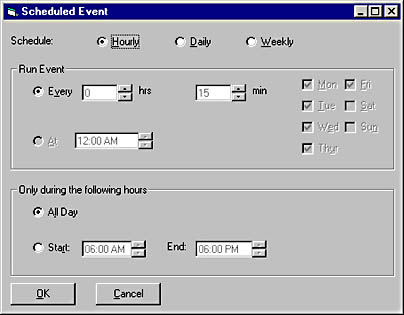 Scheduled Event
Schedule: Hourly Daily Weekly
Run Event
Every 0 hrs 15 min Mon Fri
Tue Sat
At 12:00 AM Wed Sun
Thur
Only during the following hours
All Day
Start: 06:00 AM End: 06:00 PM
OK Cancel